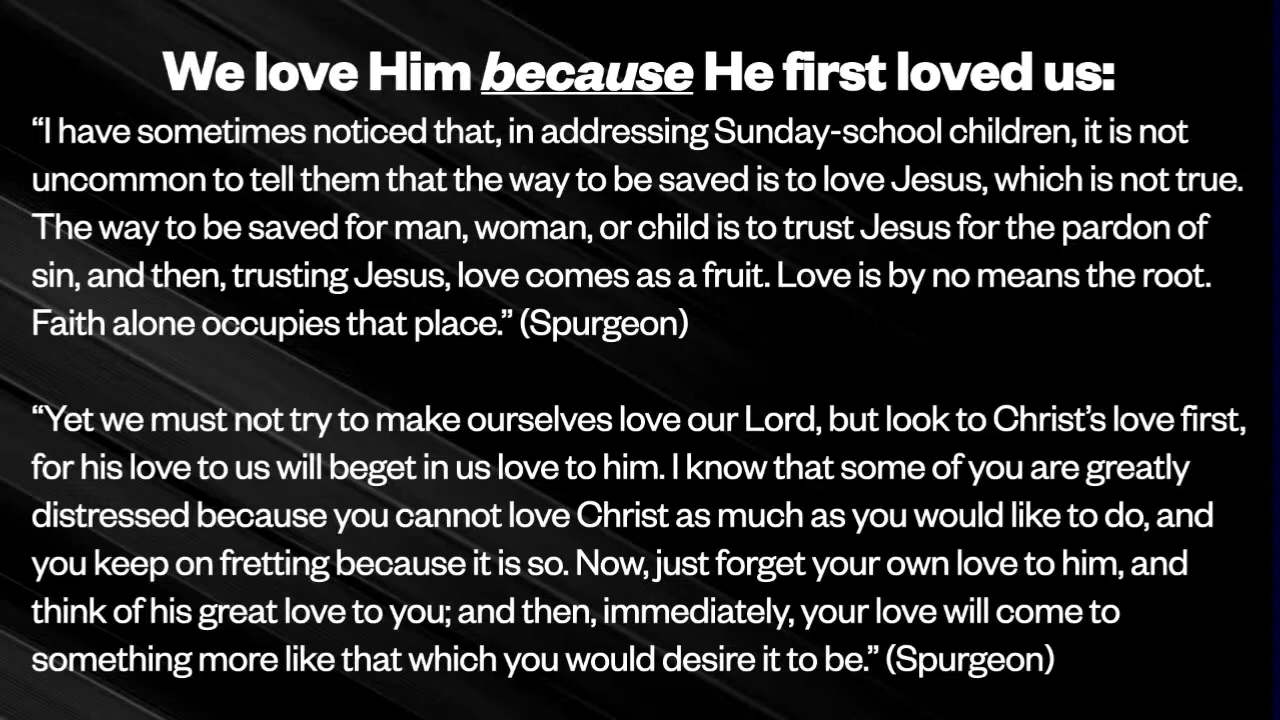 We love Him because He first loved us:
“I have sometimes noticed that, in addressing Sunday-school children, it is not
uncommon to tell them that the way to be saved is to love Jesus, which is not true.
The way to be saved for man, woman, or child is to trust Jesus for the pardon of
sin, and then, trusting Jesus, love comes as a fruit. Love is by no means the root.
Faith alone occupies that place.” (Spurgeon)
“Yet we must not try to make ourselves love our Lord, but look to Christ’s love first,
for his love to us will beget in us love to him. I know that some of you are greatly
distressed because you cannot love Christ as much as you would like to do, and
you keep on fretting because it is so. Now, just forget your own love to him, and
think of his great love to you; and then, immediately, your love will come to
something more like that which you would desire it to be.” (Spurgeon)